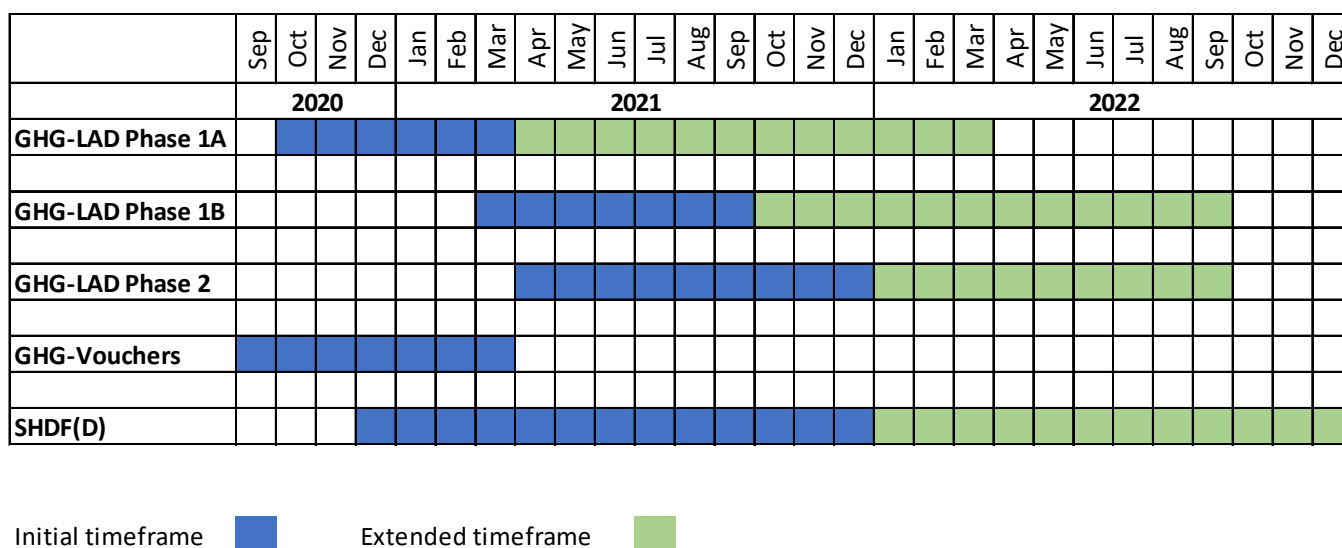 Sep Oct Nov Dec Jan Feb Mar Apr May Jun Jul Aug Sep Oct Nov Dec Jan Feb Mar Apr May Jun Jul Aug Sep Oct Nov Dec
2020 2021 2022
GHG-LAD Phase 1A
GHG-LAD Phase 1B
GHG-LAD Phase 2
GHG-Vouchers
SHDF(D)
Initial timeframe Extended timeframe